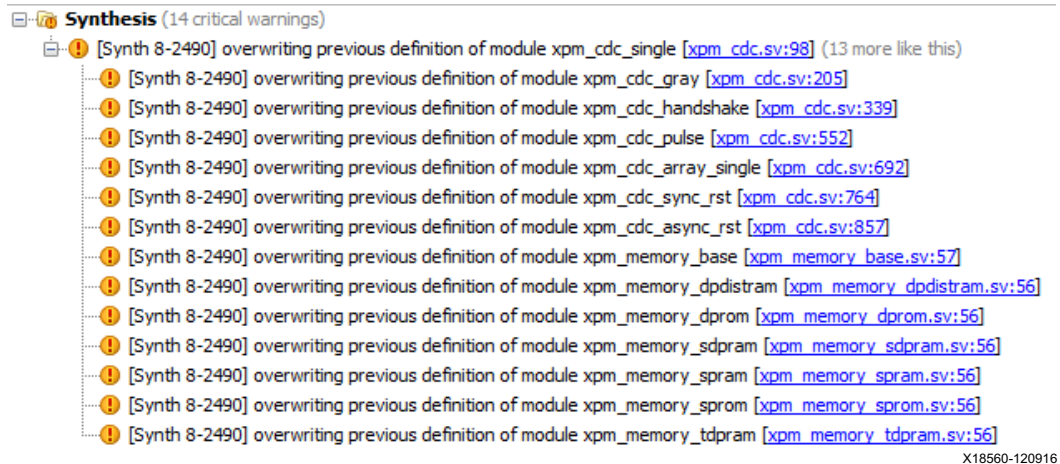 Synthesis (14 critical warnings)
[Synth 8-2490] overwriting previous definition of module xpm_cdc_single [xpm_cdc.sv:98] (13 more like this)
[Synth 8-2490] overwriting previous definition of module xpm_cdc_gray [xpm_cdc.sv:205]
[Synth 8-2490] overwriting previous definition of module xpm_cdc_handshake [xpm_cdc.sv:339]
[Synth 8-2490] overwriting previous definition of module xpm_cdc_pulse [xpm_cdc.sv:552]
[Synth 8-2490] overwriting previous definition of module xpm_cdc_array_single [xpm_cdc.sv:692]
[Synth 8-2490] overwriting previous definition of module xpm_cdc_sync_rst [xpm_cdc.sv:764]
[Synth 8-2490] overwriting previous definition of module xpm_cdc_async_rst [xpm_cdc.sv:857]
[Synth 8-2490] overwriting previous definition of module xpm_memory_base [xpm_memory_base.sv:57]
[Synth 8-2490] overwriting previous definition of module xpm_memory_dpdistram [xpm_memory_dpdistram.sv:56]
[Synth 8-2490] overwriting previous definition of module xpm_memory_dprom [xpm_memory_dprom.sv:56]
[Synth 8-2490] overwriting previous definition of module xpm_memory_sdpram [xpm_memory_sdpram.sv:56]
[Synth 8-2490] overwriting previous definition of module xpm_memory_spram [xpm_memory_spram.sv:56]
[Synth 8-2490] overwriting previous definition of module xpm_memory_sprom [xpm_memory_sprom.sv:56]
[Synth 8-2490] overwriting previous definition of module xpm_memory_tdpram [xpm_memory_tdpram.sv:56]
X18560-120916